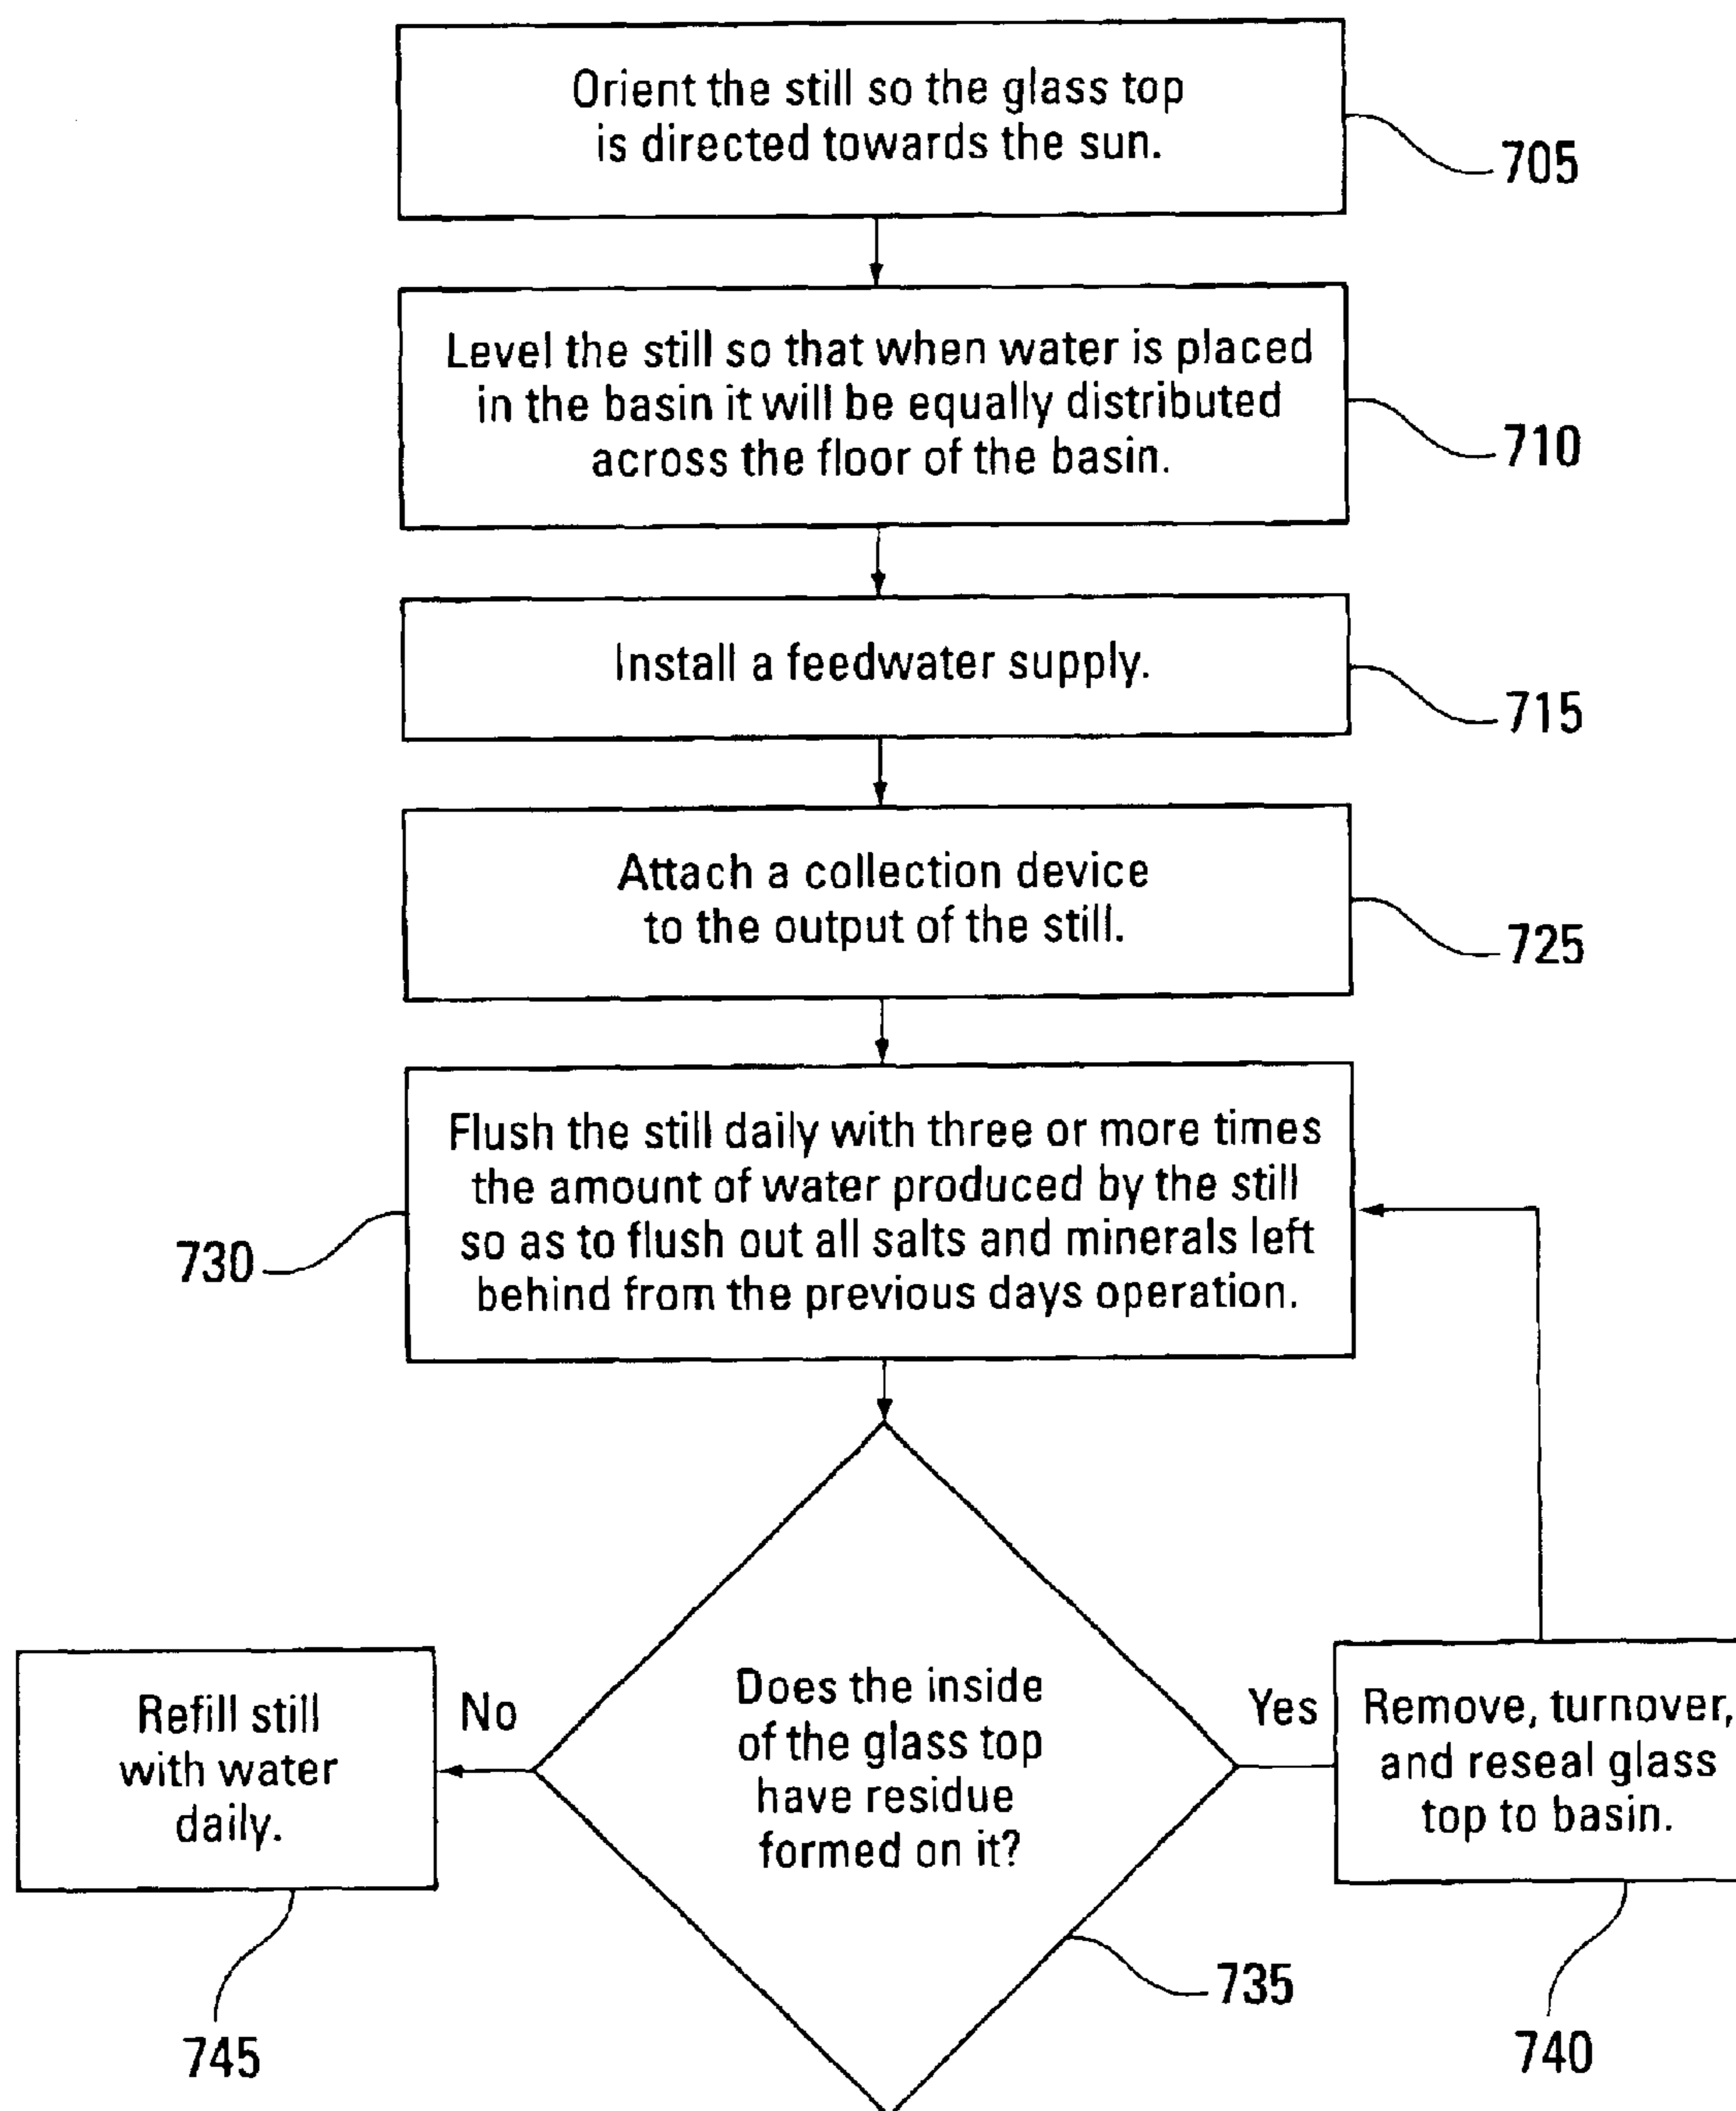 Orient the still so the glass top
is directed towards the sun.
705
Level the still so that when water is placed
in the basin it will be equally distributed
across the floor of the basin.
710
Install a feedwater supply.
715
Attach a collection device
to the output of the still.
725
Flush the still daily with three or more times
the amount of water produced by the still
so as to flush out all salts and minerals left
behind from the previous days operation.
730
Does the inside
of the glass top
have residue
formed on it?
735
No
Yes
Refill still
with water
daily.
745
Remove, turnover,
and reseal glass
top to basin.
740